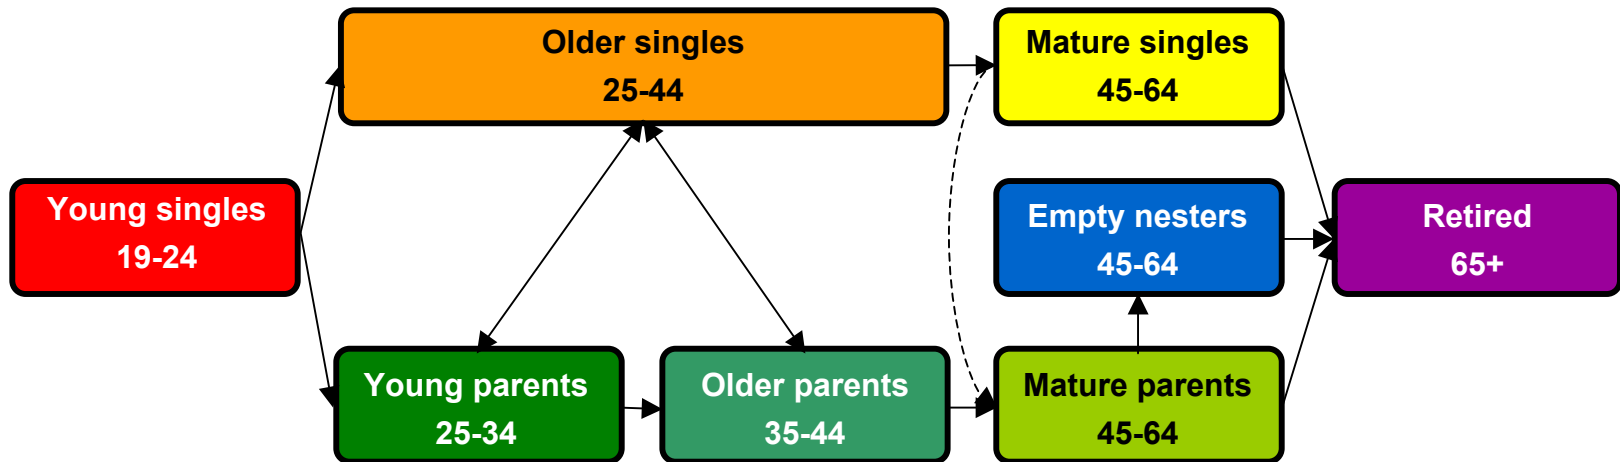 Older singles
25-44
Mature singles
45-64
Young singles
19-24
Empty nesters
45-64
Retired
65+
Young parents
25-34
Older parents
35-44
Mature parents
45-64